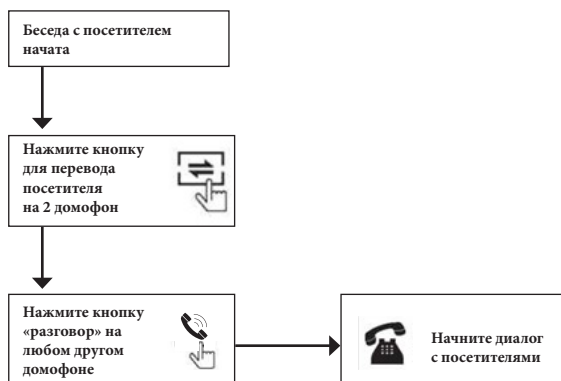 Беседа с посетителем
начата
Нажмите кнопку
для перевода
посетителя
на 2 домофон
Нажмите кнопку
«разговор» на
любом другом
домофоне
Начните диалог
с посетителями